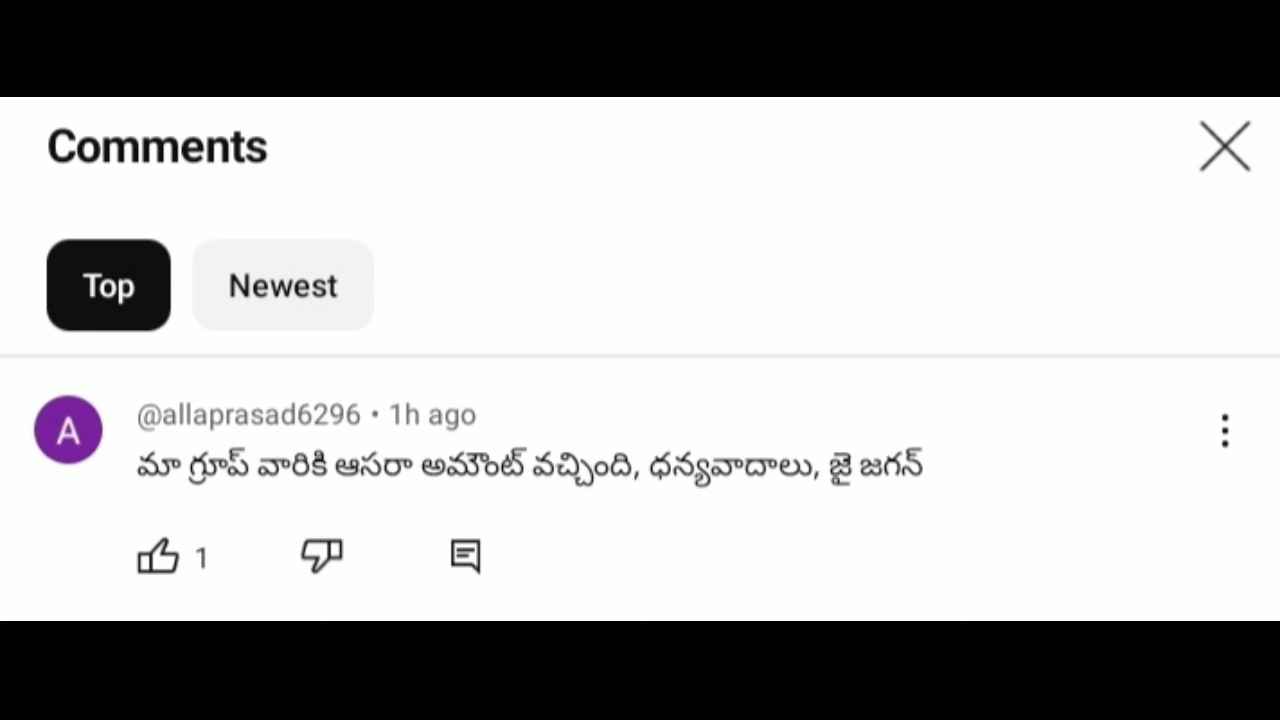 Comments
Top
Newest
A
@allaprasad6296 • 1h ago
మా గ్రూప్ వారికి ఆసరా అమౌంట్ వచ్చింది, ధన్యవాదాలు, జై జగన్
1